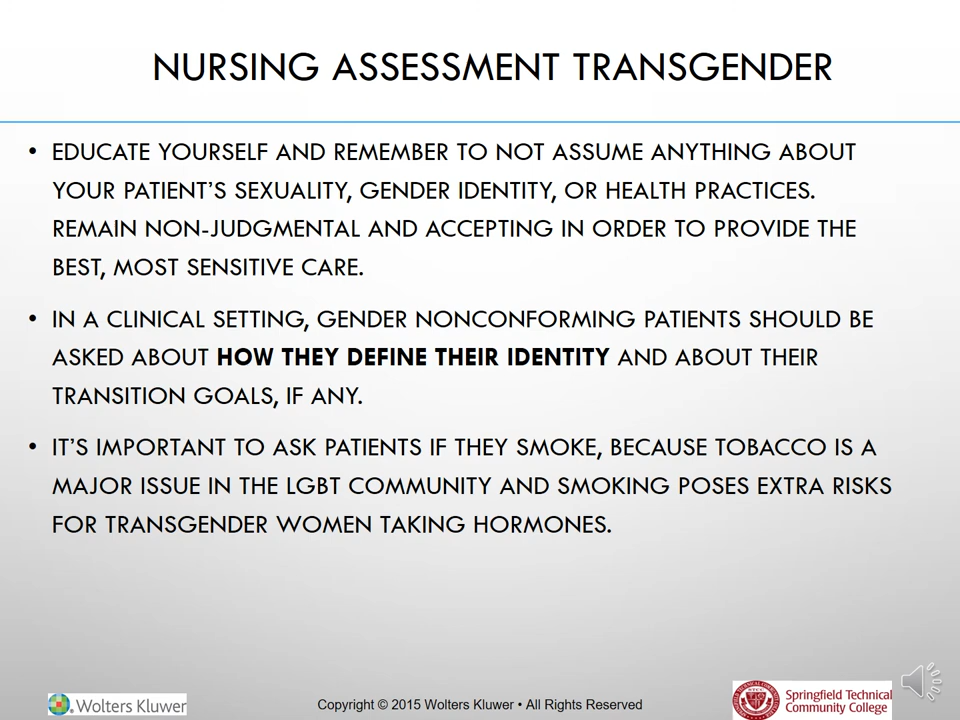 NURSING ASSESSMENT TRANSGENDER
• EDUCATE YOURSELF AND REMEMBER TO NOT ASSUME ANYTHING ABOUT
YOUR PATIENT'S SEXUALITY, GENDER IDENTITY, OR HEALTH PRACTICES.
REMAIN NON-JUDGMENTAL AND ACCEPTING IN ORDER TO PROVIDE THE
BEST, MOST SENSITIVE CARE.
• IN A CLINICAL SETTING, GENDER NONCONFORMING PATIENTS SHOULD BE
ASKED ABOUT HOW THEY DEFINE THEIR IDENTITY AND ABOUT THEIR
TRANSITION GOALS, IF ANY.
• IT'S IMPORTANT TO ASK PATIENTS IF THEY SMOKE, BECAUSE TOBACCO IS A
MAJOR ISSUE IN THE LGBT COMMUNITY AND SMOKING POSES EXTRA RISKS
FOR TRANSGENDER WOMEN TAKING HORMONES.
Wolters Kluwer
Copyright © 2015 Wolters Kluwer • All Rights Reserved
Springfield Technical
Community College